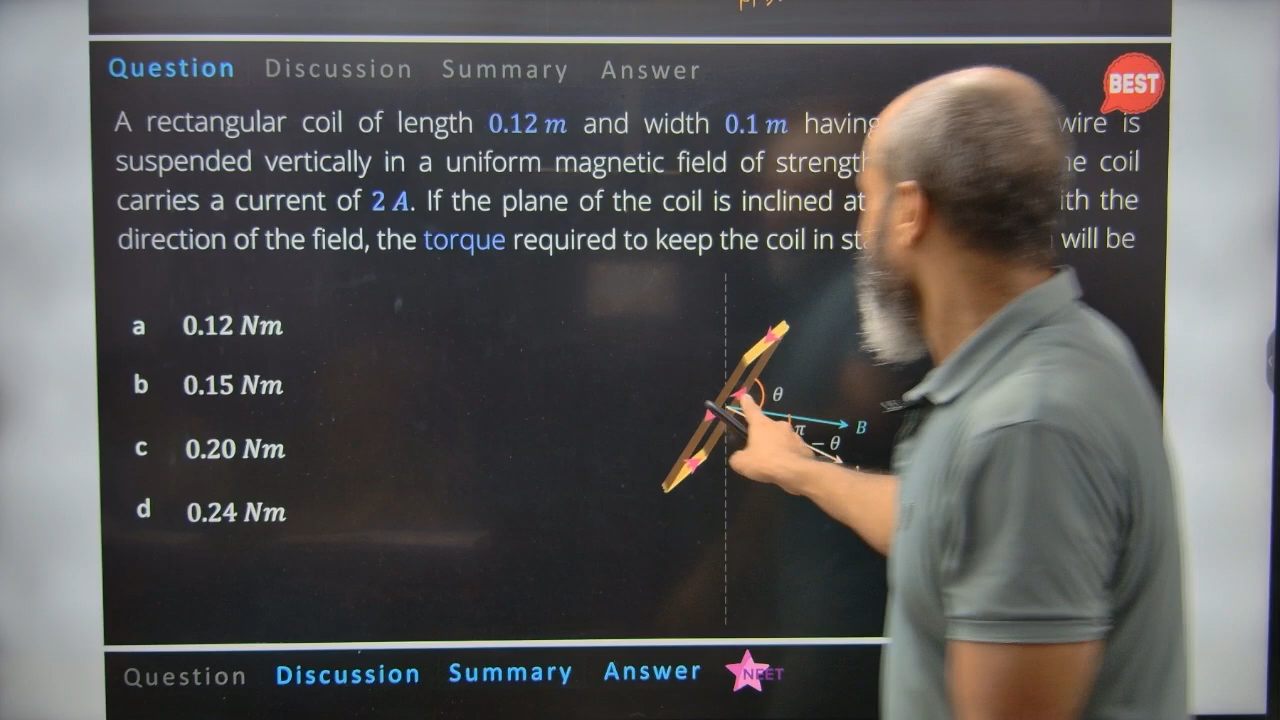 Question Discussion Summary Answer
BEST
A rectangular coil of length 0.12 m and width 0.1 m having wire is
suspended vertically in a uniform magnetic field of strength coil
carries a current of 2 A. If the plane of the coil is inclined at the
direction of the field, the torque required to keep the coil in will be
a 0.12 Nm
b 0.15 Nm
c 0.20 Nm
d 0.24 Nm
θ
B
π
− θ
Question Discussion Summary Answer NEET